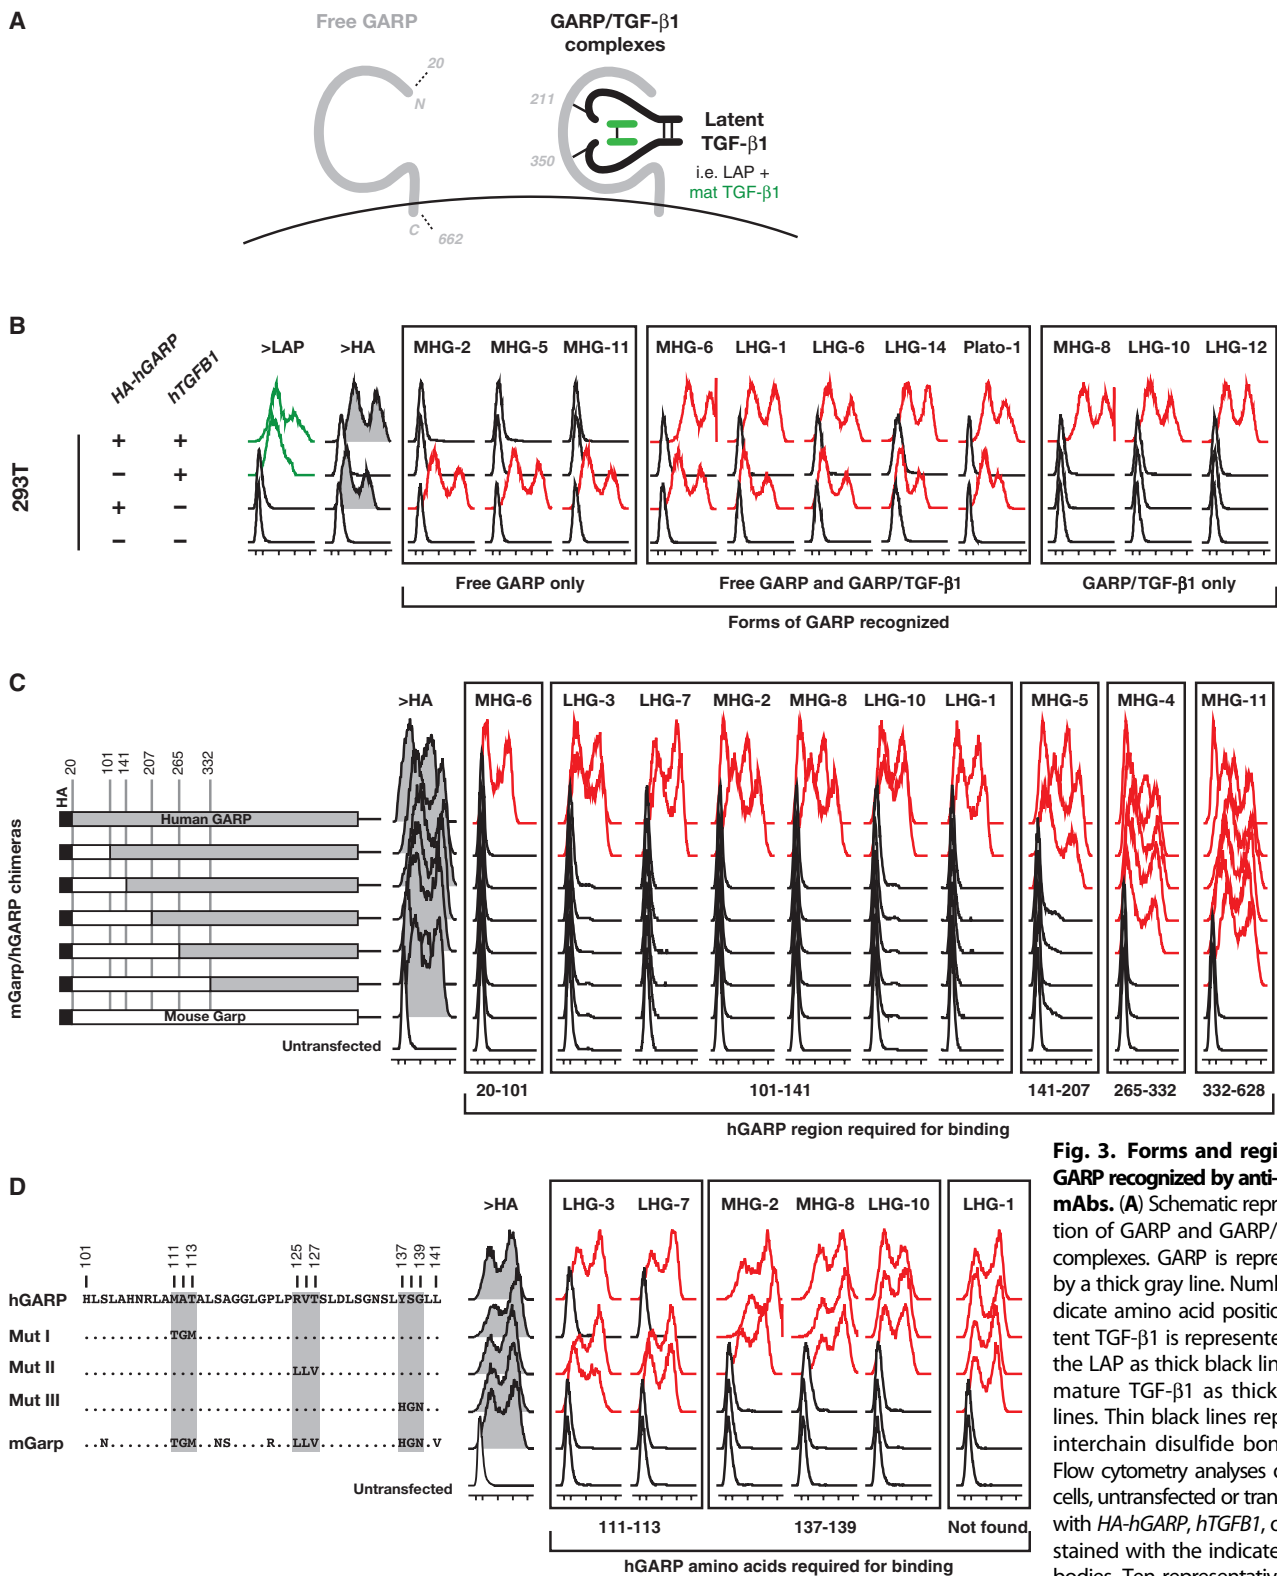 A
Free GARP
20
N
C
662
GARP/TGF-β1
complexes
211
350
Latent
TGF-β1
i.e. LAP +
mat TGF-β1
B
HA-hGARP
hTGFB1
>LAP
>HA
MHG-2
MHG-5
MHG-11
MHG-6
LHG-1
LHG-6
LHG-14
Plato-1
MHG-8
LHG-10
LHG-12
293T
+ +
− +
+ −
− −
Free GARP only
Free GARP and GARP/TGF-β1
GARP/TGF-β1 only
Forms of GARP recognized
C
>HA
MHG-6
LHG-3
LHG-7
MHG-2
MHG-8
LHG-10
LHG-1
MHG-5
MHG-4
MHG-11
mGarp/hGARP chimeras
HA
20
101
141
207
265
332
Human GARP
Mouse Garp
Untransfected
20-101
101-141
141-207
265-332
332-628
hGARP region required for binding
D
>HA
LHG-3
LHG-7
MHG-2
MHG-8
LHG-10
LHG-1
101
111
113
125
127
137
139
141
hGARP HLSLAHNRLAMATALSAGGLGPLPRVTSLDLSGNSLYSGLL
Mut I ..........TGM............................
Mut II ........................LLV..............
Mut III ....................................HGN..
mGarp ..N.......TGM..NS....R..LLV.........HGN.V
Untransfected
111-113
137-139
Not found
hGARP amino acids required for binding
Fig. 3. Forms and regi
GARP recognized by anti-
mAbs. (A) Schematic repr
tion of GARP and GARP/
complexes. GARP is repre
by a thick gray line. Numb
dicate amino acid positio
tent TGF-β1 is represente
the LAP as thick black lin
mature TGF-β1 as thick
lines. Thin black lines rep
interchain disulfide bon
Flow cytometry analyses o
cells, untransfected or tran
with HA-hGARP, hTGFB1, o
stained with the indicate
bodies. Ten representativ